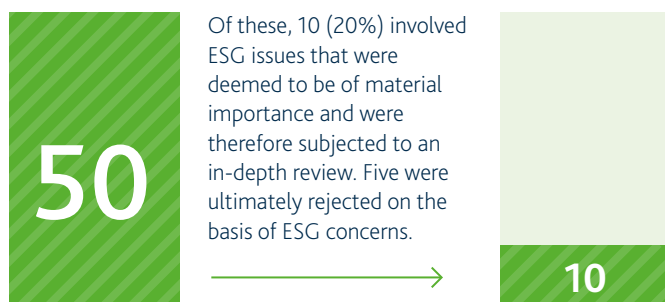 50
Of these, 10 (20%) involved
ESG issues that were
deemed to be of material
importance and were
therefore subjected to an
in-depth review. Five were
ultimately rejected on the
basis of ESG concerns.
10